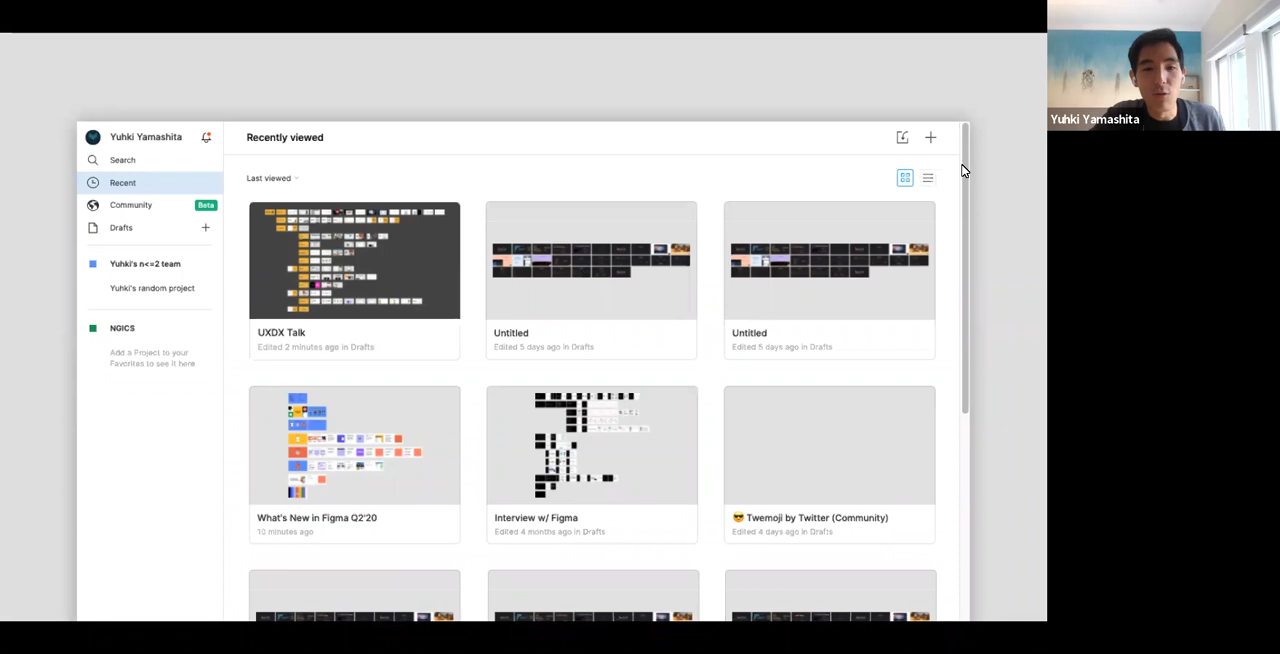 Yuhki Yamashita
Yuhki Yamashita
Recently viewed
Search
Recent
Community
Beta
Drafts
Last viewed
Yuhki's n<=2 team
Yuhki's random project
NGICS
Add a Project to your
Favorites to see it here
UXDX Talk
Edited 2 minutes ago in Drafts
Untitled
Edited 5 days ago in Drafts
Untitled
Edited 5 days ago in Drafts
What's New in Figma Q2'20
10 minutes ago
Interview w/ Figma
Edited 4 months ago in Drafts
😎 Twemoji by Twitter (Community)
Edited 4 days ago in Drafts